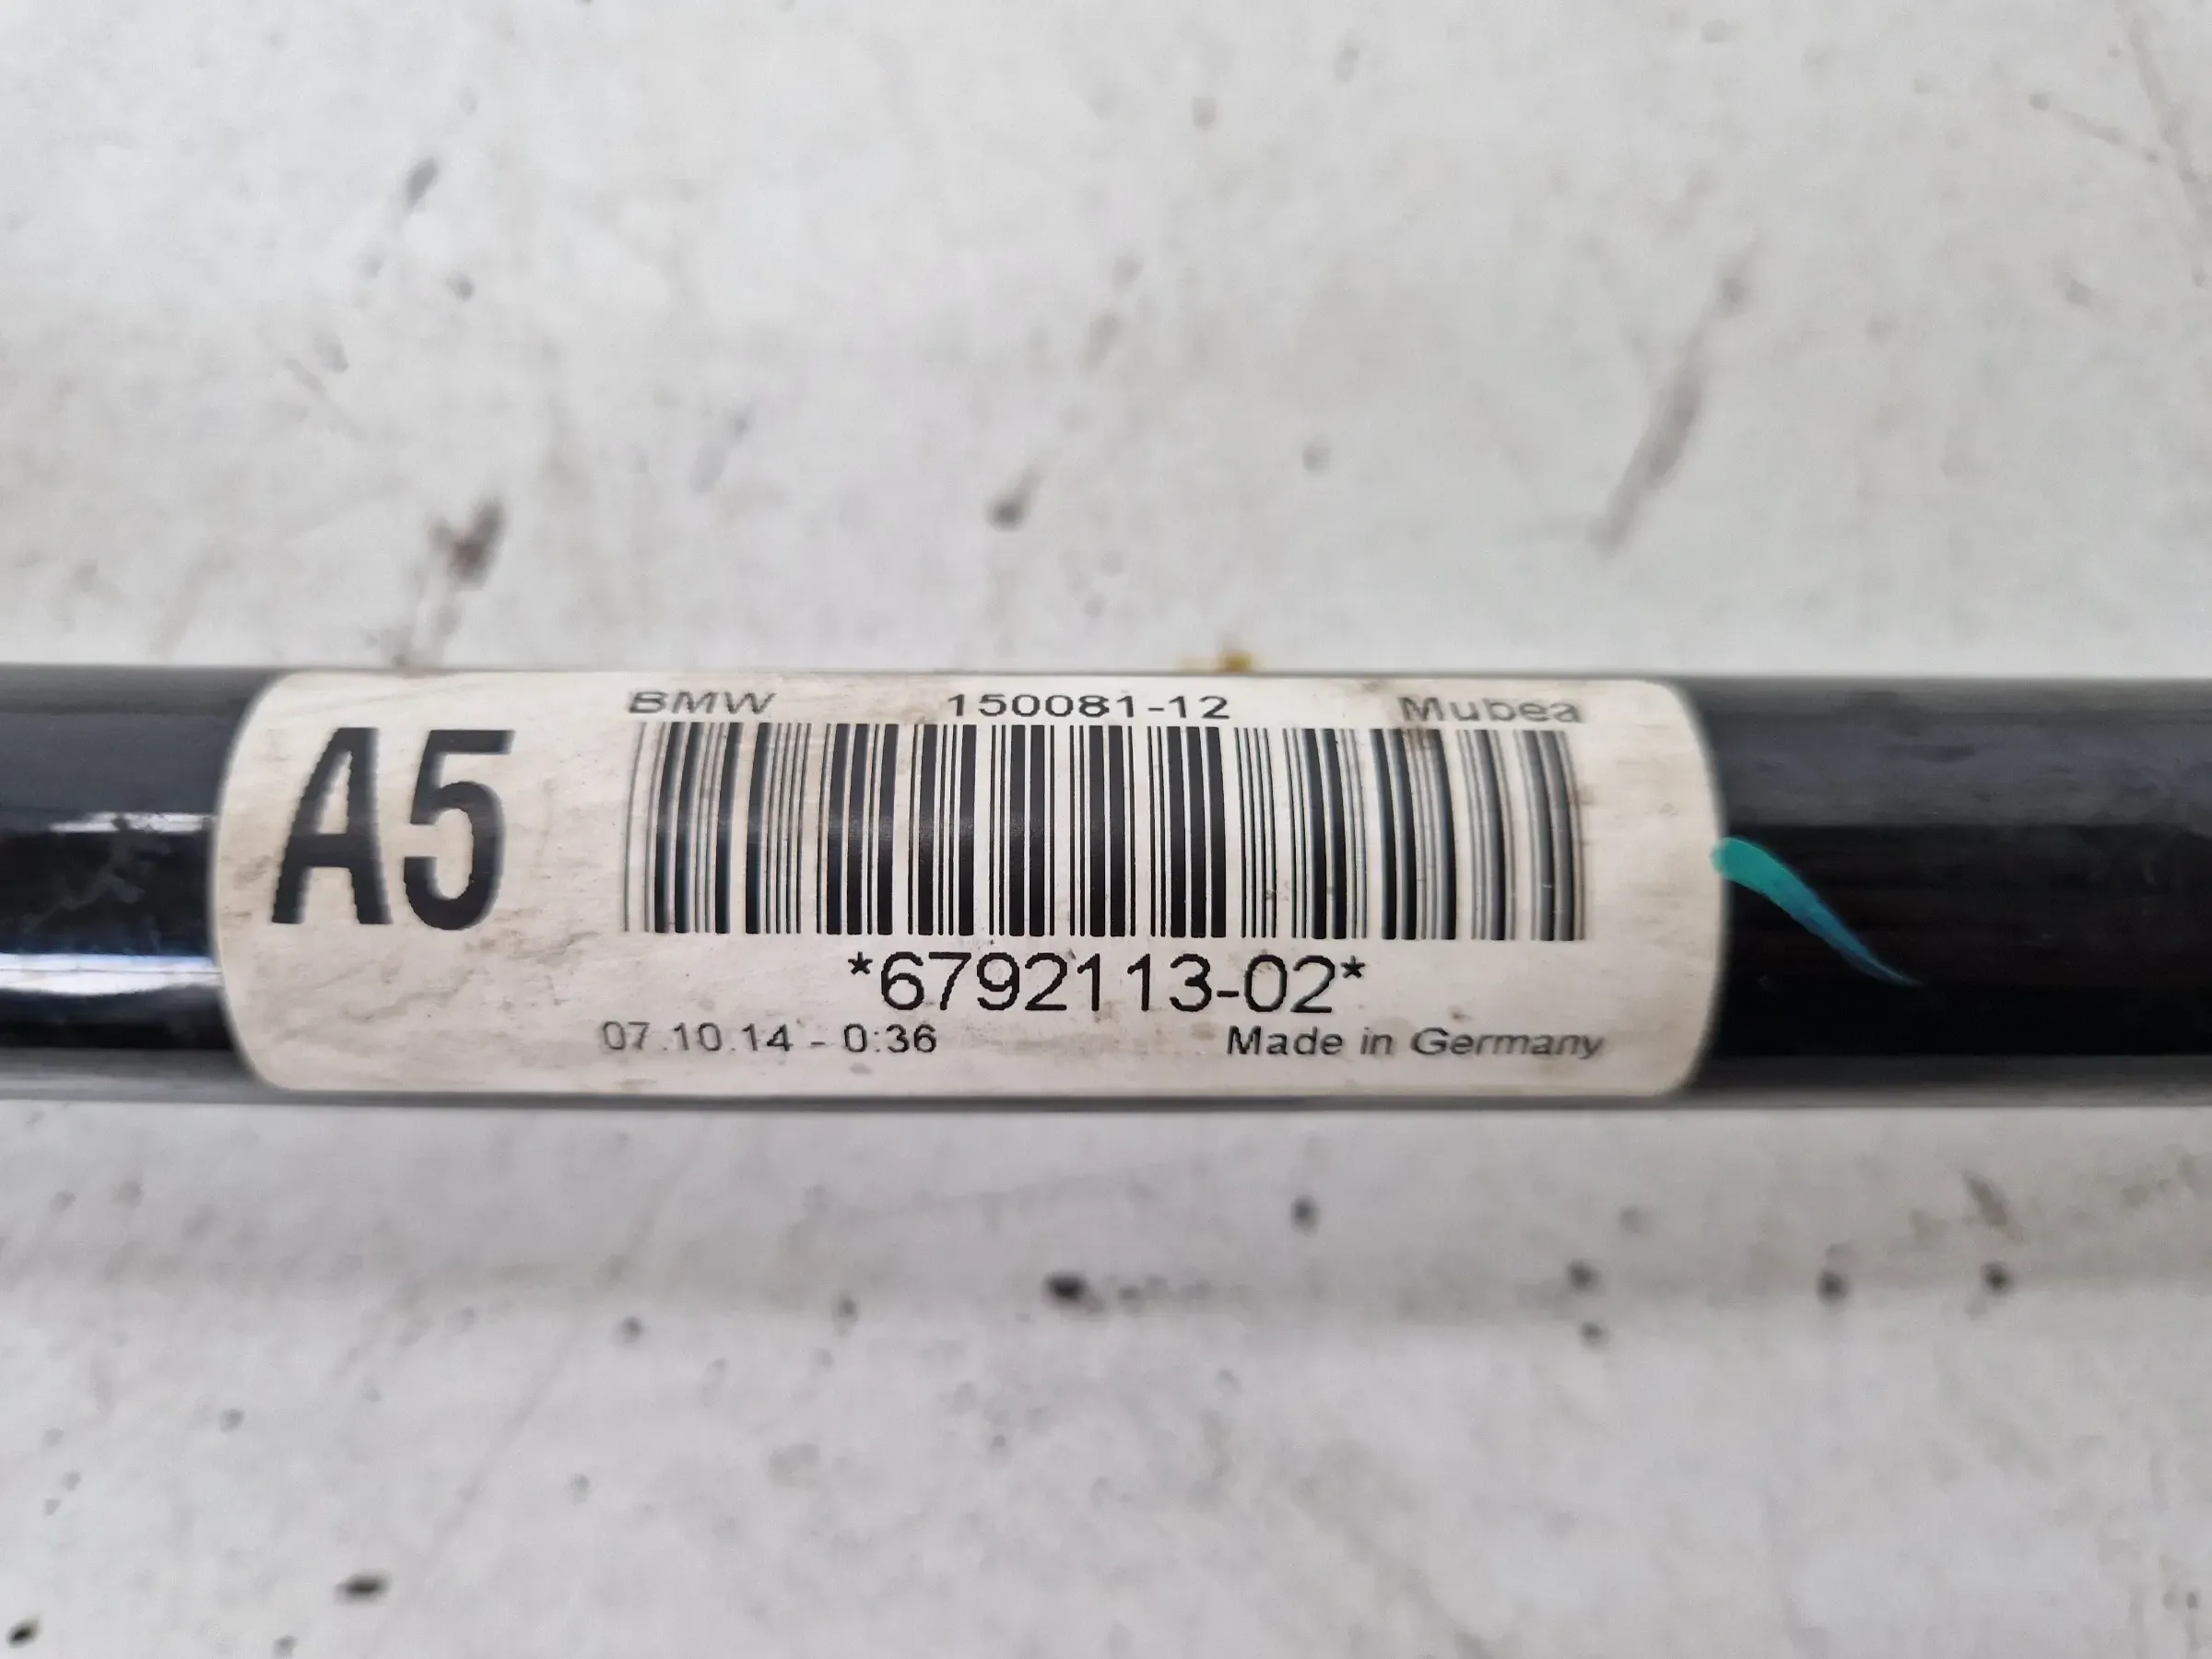 BMW 150081-12 Mubea
A5
*6792113-02*
07.10.14 - 0:36 Made in Germany